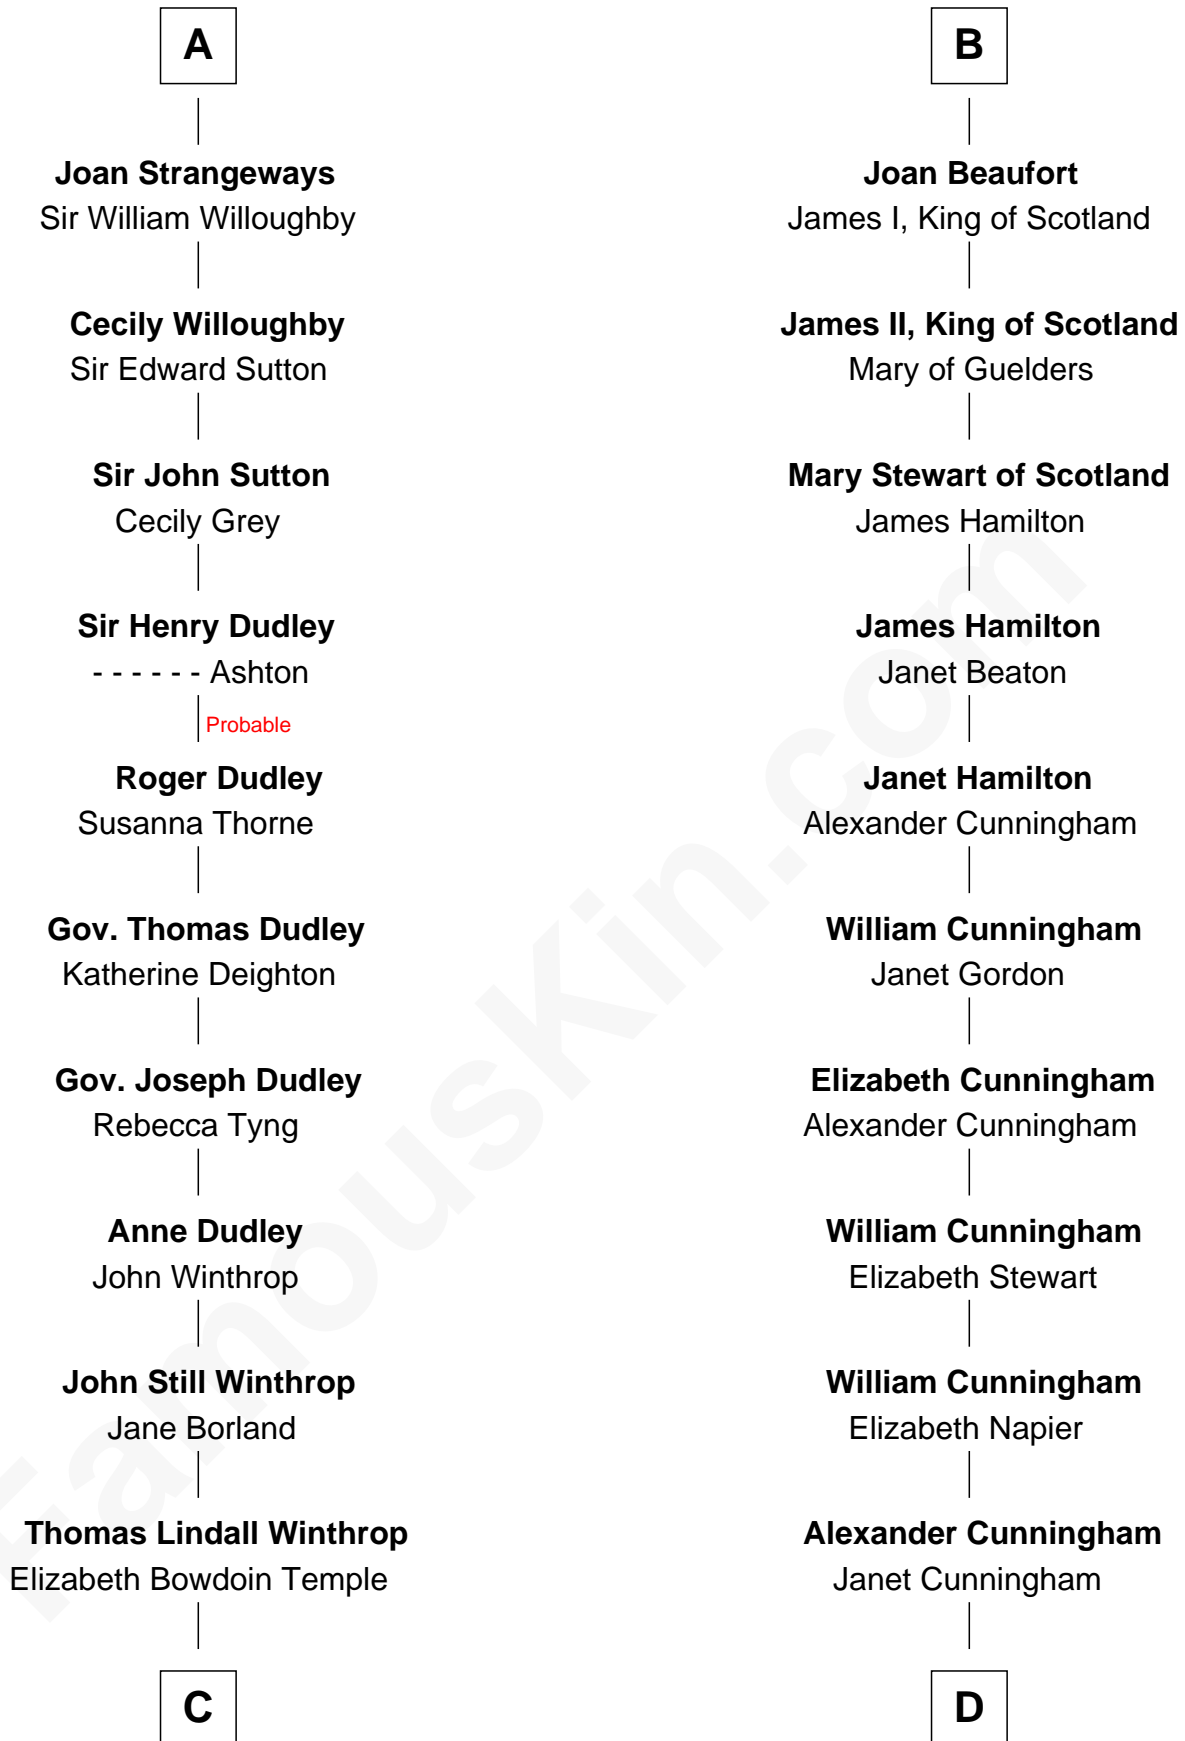 A
Joan Strangeways
Sir William Willoughby
Cecily Willoughby
Sir Edward Sutton
Sir John Sutton
Cecily Grey
Sir Henry Dudley
- - - - - - Ashton
Probable
Roger Dudley
Susanna Thorne
Gov. Thomas Dudley
Katherine Deighton
Gov. Joseph Dudley
Rebecca Tyng
Anne Dudley
John Winthrop
John Still Winthrop
Jane Borland
Thomas Lindall Winthrop
Elizabeth Bowdoin Temple
C
B
Joan Beaufort
James I, King of Scotland
James II, King of Scotland
Mary of Guelders
Mary Stewart of Scotland
James Hamilton
James Hamilton
Janet Beaton
Janet Hamilton
Alexander Cunningham
William Cunningham
Janet Gordon
Elizabeth Cunningham
Alexander Cunningham
William Cunningham
Elizabeth Stewart
William Cunningham
Elizabeth Napier
Alexander Cunningham
Janet Cunningham
D
FamousKin.com